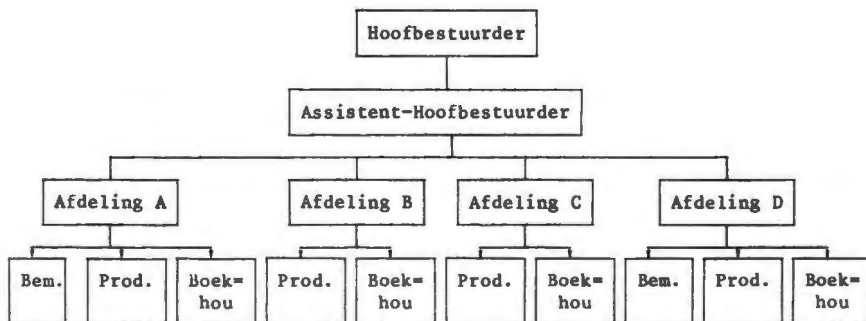 Hoofbestuurder
Assistent-Hoofbestuurder
Afdeling A
Afdeling B
Afdeling C
Afdeling D
Bem.
Prod.
Boek=
hou
Prod.
Boek=
hou
Prod.
Boek=
hou
Bem.
Prod.
Boek=
hou